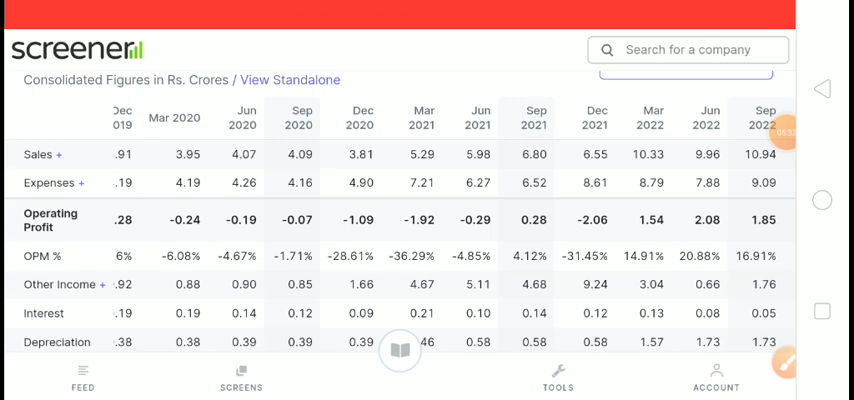 screener
Search for a company
Consolidated Figures in Rs. Crores / View Standalone
Dec 019 Mar 2020 Jun 2020 Sep 2020 Dec 2020 Mar 2021 Jun 2021 Sep 2021 Dec 2021 Mar 2022 Jun 2022 Sep 2022
Sales + .91 3.95 4.07 4.09 3.81 5.29 5.98 6.80 6.55 10.33 9.96 10.94
Expenses + .19 4.19 4.26 4.16 4.90 7.21 6.27 6.52 8.61 8.79 7.88 9.09
Operating Profit .28 -0.24 -0.19 -0.07 -1.09 -1.92 -0.29 0.28 -2.06 1.54 2.08 1.85
OPM % 6% -6.08% -4.67% -1.71% -28.61% -36.29% -4.85% 4.12% -31.45% 14.91% 20.88% 16.91%
Other Income + .92 0.88 0.90 0.85 1.66 4.67 5.11 4.68 9.24 3.04 0.66 1.76
Interest .19 0.19 0.14 0.12 0.09 0.21 0.10 0.14 0.12 0.13 0.08 0.05
Depreciation .38 0.38 0.39 0.39 0.39 46 0.58 0.58 0.58 1.57 1.73 1.73
FEED SCREENS TOOLS ACCOUNT